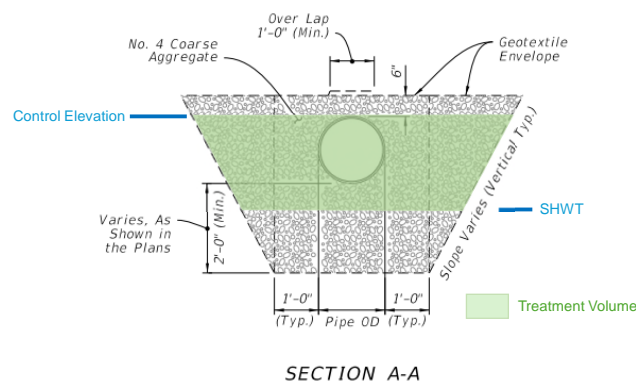 Over Lap
1'-0" (Min.)
No. 4 Coarse
Aggregate
6"
Geotextile
Envelope
Control Elevation
Slope Varies (Vertical Typ.)
SHWT
Varies, As
Shown in
the Plans
2'-0" (Min.)
1'-0"
1'-0"
(Typ.)
Pipe OD
(Typ.)
Treatment Volume
SECTION A-A